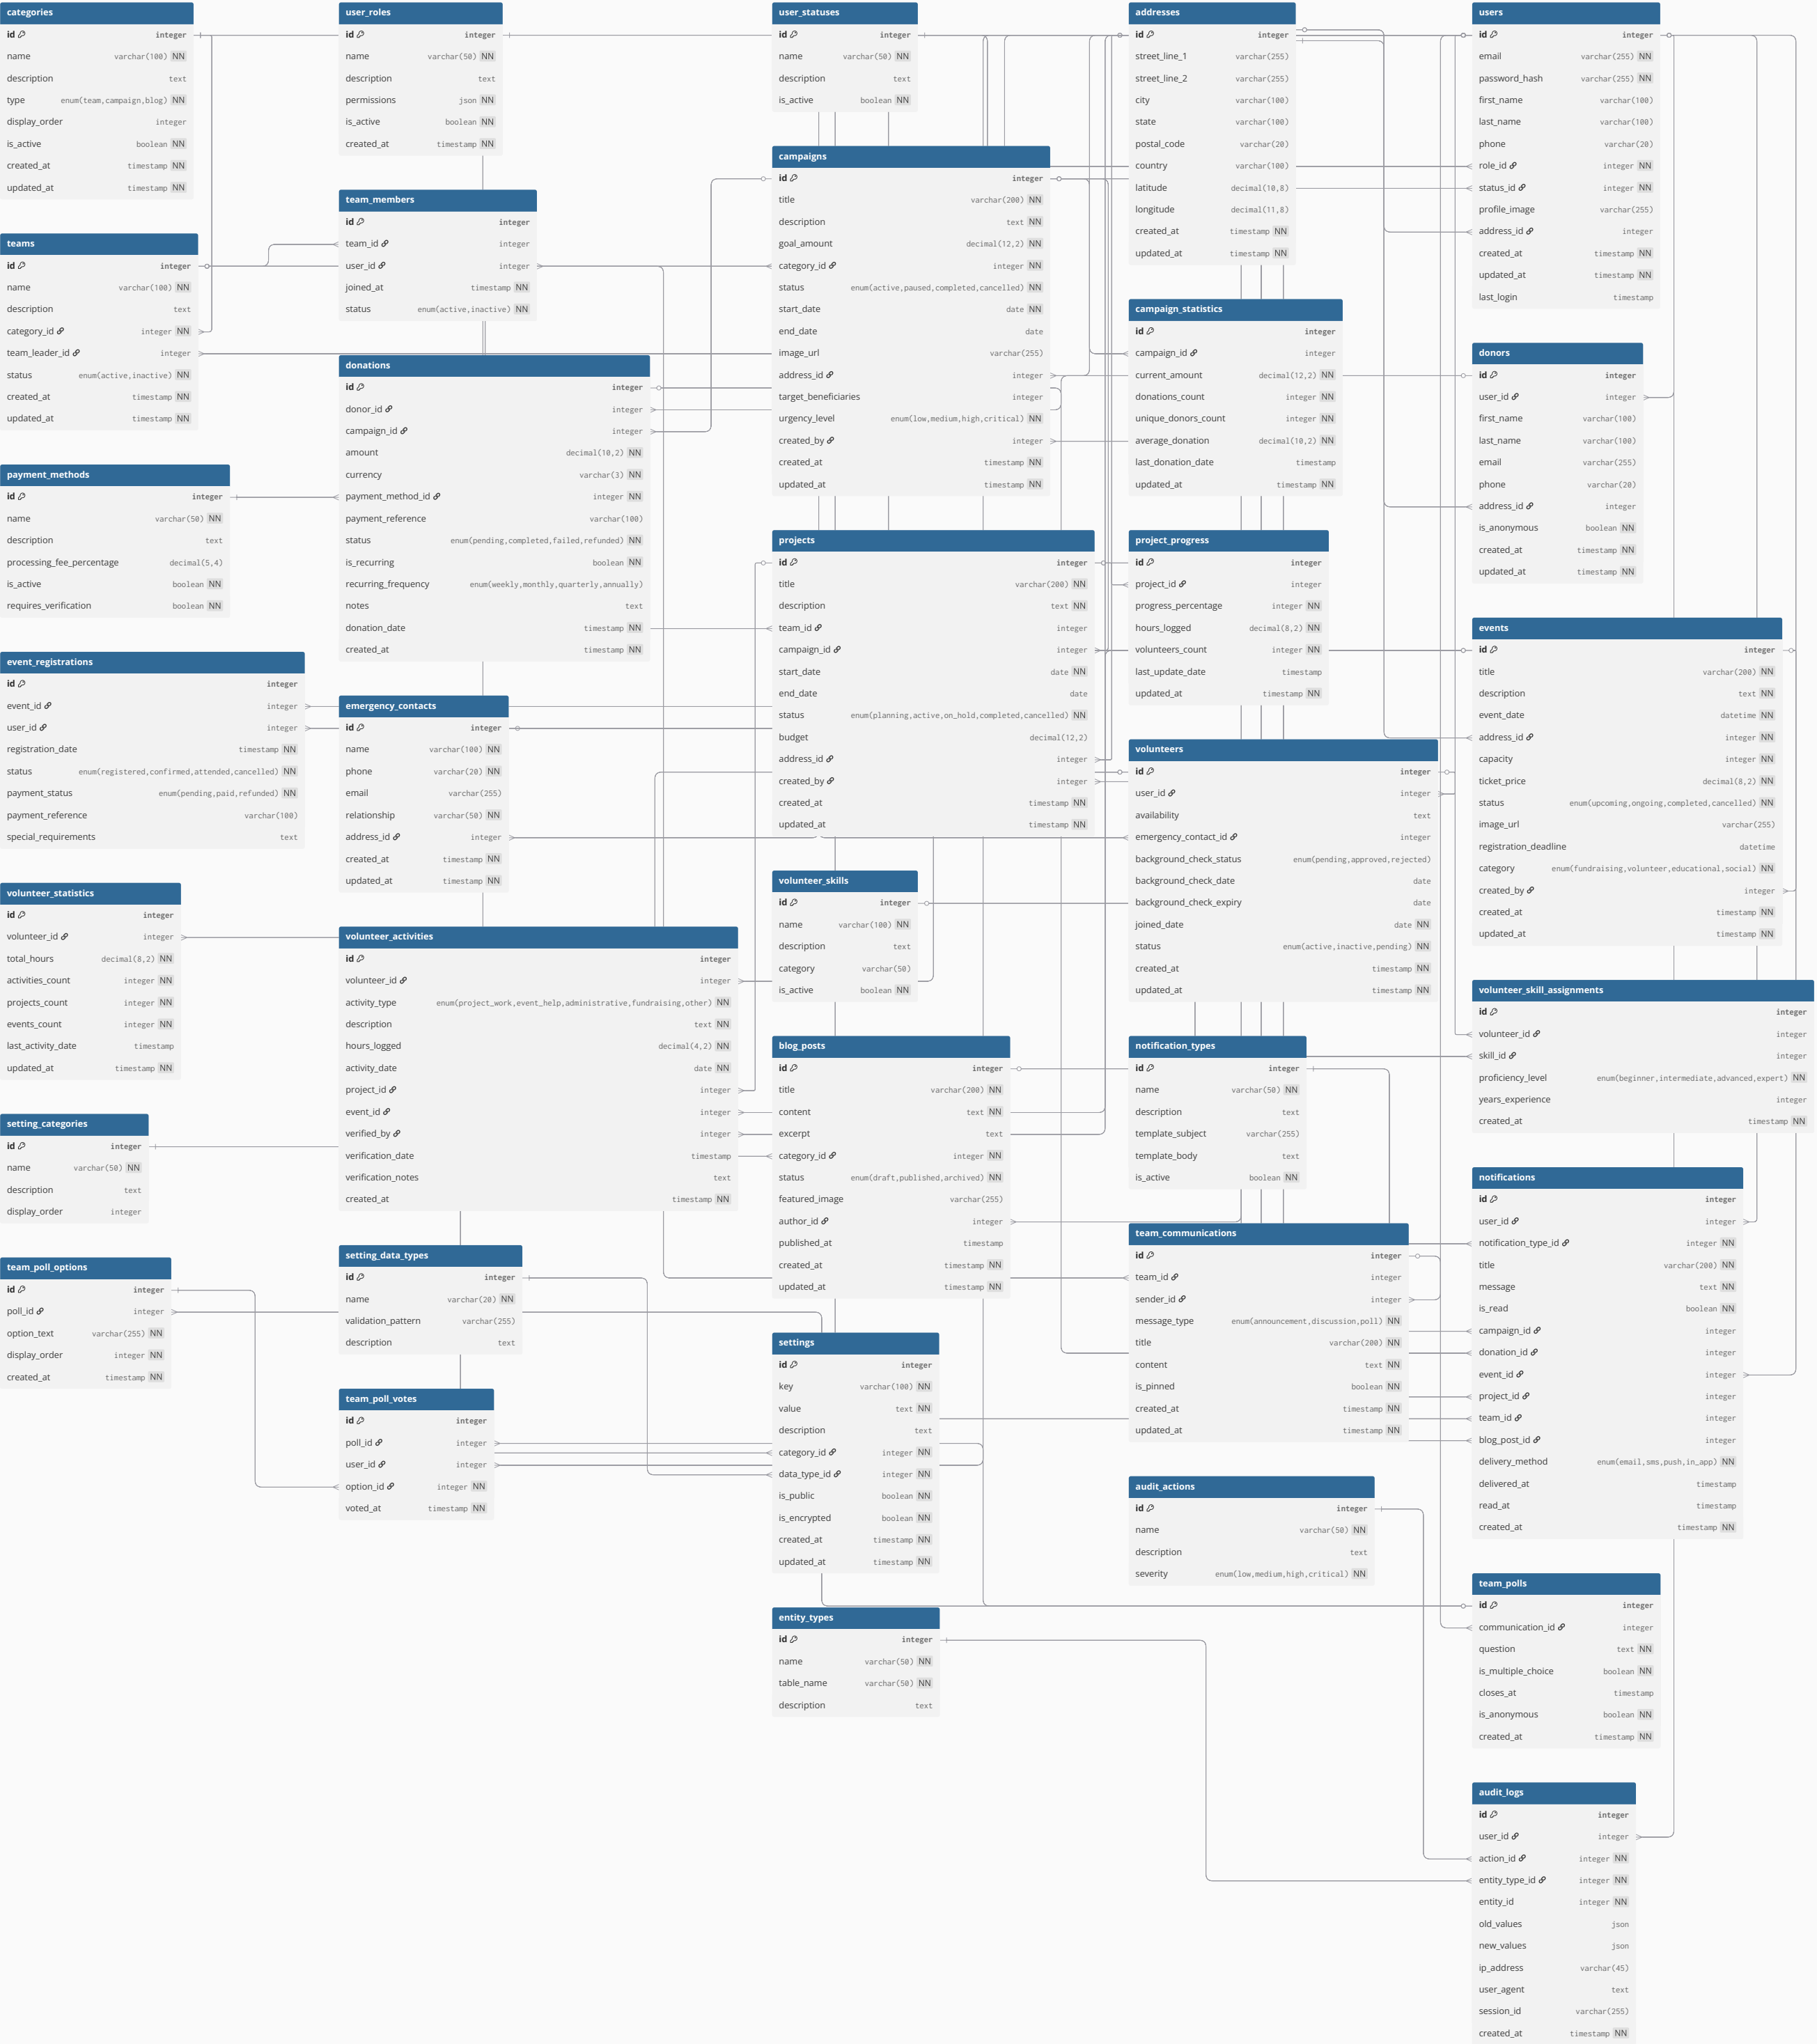 categories
id integer
name varchar(100) NN
description text
type enum(team,campaign,blog) NN
display_order integer
is_active boolean NN
created_at timestamp NN
updated_at timestamp NN
user_roles
id integer
name varchar(50) NN
description text
permissions json NN
is_active boolean NN
created_at timestamp NN
user_statuses
id integer
name varchar(50) NN
description text
is_active boolean NN
addresses
id integer
street_line_1 varchar(255)
street_line_2 varchar(255)
city varchar(100)
state varchar(100)
postal_code varchar(20)
country varchar(100)
latitude decimal(10,8)
longitude decimal(11,8)
created_at timestamp NN
updated_at timestamp NN
users
id integer
email varchar(255) NN
password_hash varchar(255) NN
first_name varchar(100)
last_name varchar(100)
phone varchar(20)
role_id integer NN
status_id integer NN
profile_image varchar(255)
address_id integer
created_at timestamp NN
updated_at timestamp NN
last_login timestamp
teams
id integer
name varchar(100) NN
description text
category_id integer NN
team_leader_id integer
status enum(active,inactive) NN
created_at timestamp NN
updated_at timestamp NN
team_members
id integer
team_id integer
user_id integer
joined_at timestamp NN
status enum(active,inactive) NN
campaigns
id integer
title varchar(200) NN
description text NN
goal_amount decimal(12,2) NN
category_id integer NN
status enum(active,paused,completed,cancelled) NN
start_date date NN
end_date date
image_url varchar(255)
address_id integer
target_beneficiaries integer
urgency_level enum(low,medium,high,critical) NN
created_by integer
created_at timestamp NN
updated_at timestamp NN
campaign_statistics
id integer
campaign_id integer
current_amount decimal(12,2) NN
donations_count integer NN
unique_donors_count integer NN
average_donation decimal(10,2) NN
last_donation_date timestamp
updated_at timestamp NN
donors
id integer
user_id integer
first_name varchar(100)
last_name varchar(100)
email varchar(255)
phone varchar(20)
address_id integer
is_anonymous boolean NN
created_at timestamp NN
updated_at timestamp NN
payment_methods
id integer
name varchar(50) NN
description text
processing_fee_percentage decimal(5,4)
is_active boolean NN
requires_verification boolean NN
donations
id integer
donor_id integer
campaign_id integer
amount decimal(10,2) NN
currency varchar(3) NN
payment_method_id integer NN
payment_reference varchar(100)
status enum(pending,completed,failed,refunded) NN
is_recurring boolean NN
recurring_frequency enum(weekly,monthly,quarterly,annually)
notes text
donation_date timestamp NN
created_at timestamp NN
projects
id integer
title varchar(200) NN
description text NN
team_id integer
campaign_id integer
start_date date NN
end_date date
status enum(planning,active,on_hold,completed,cancelled) NN
budget decimal(12,2)
address_id integer
created_by integer
created_at timestamp NN
updated_at timestamp NN
project_progress
id integer
project_id integer
progress_percentage integer NN
hours_logged decimal(8,2) NN
volunteers_count integer NN
last_update_date timestamp
updated_at timestamp NN
events
id integer
title varchar(200) NN
description text NN
event_date datetime NN
address_id integer NN
capacity integer
ticket_price decimal(8,2) NN
status enum(upcoming,ongoing,completed,cancelled) NN
image_url varchar(255)
registration_deadline datetime
category enum(fundraising,volunteer,educational,social) NN
created_by integer
created_at timestamp NN
updated_at timestamp NN
event_registrations
id integer
event_id integer
user_id integer
registration_date timestamp NN
status enum(registered,confirmed,attended,cancelled) NN
payment_status enum(pending,paid,refunded) NN
payment_reference varchar(100)
special_requirements text
emergency_contacts
id integer
name varchar(100) NN
phone varchar(20) NN
email varchar(255)
relationship varchar(50) NN
address_id integer
created_at timestamp NN
updated_at timestamp NN
volunteers
id integer
user_id integer
availability text
emergency_contact_id integer
background_check_status enum(pending,approved,rejected)
background_check_date date
background_check_expiry date
joined_date date NN
status enum(active,inactive,pending) NN
created_at timestamp NN
updated_at timestamp NN
volunteer_statistics
id integer
volunteer_id integer
total_hours decimal(8,2) NN
activities_count integer NN
projects_count integer NN
events_count integer NN
last_activity_date timestamp
updated_at timestamp NN
volunteer_activities
id integer
volunteer_id integer
activity_type enum(project_work,event_help,administrative,fundraising,other) NN
description text NN
hours_logged decimal(4,2) NN
activity_date date NN
project_id integer
event_id integer
verified_by integer
verification_date timestamp
verification_notes text
created_at timestamp NN
volunteer_skills
id integer
name varchar(100) NN
description text
category varchar(50)
is_active boolean NN
volunteer_skill_assignments
id integer
volunteer_id integer
skill_id integer
proficiency_level enum(beginner,intermediate,advanced,expert) NN
years_experience integer
created_at timestamp NN
blog_posts
id integer
title varchar(200) NN
content text NN
excerpt text
category_id integer NN
status enum(draft,published,archived) NN
featured_image varchar(255)
author_id integer
published_at timestamp
created_at timestamp NN
updated_at timestamp NN
notification_types
id integer
name varchar(50) NN
description text
template_subject varchar(255)
template_body text
is_active boolean NN
setting_categories
id integer
name varchar(50) NN
description text
display_order integer
notifications
id integer
user_id integer
notification_type_id integer NN
title varchar(200) NN
message text NN
is_read boolean NN
campaign_id integer
donation_id integer
event_id integer
project_id integer
team_id integer
blog_post_id integer
delivery_method enum(email,sms,push,in_app) NN
delivered_at timestamp
read_at timestamp
created_at timestamp NN
team_communications
id integer
team_id integer
sender_id integer
message_type enum(announcement,discussion,poll) NN
title varchar(200) NN
content text NN
is_pinned boolean NN
created_at timestamp NN
updated_at timestamp NN
setting_data_types
id integer
name varchar(20) NN
validation_pattern varchar(255)
description text
team_poll_options
id integer
poll_id integer
option_text varchar(255) NN
display_order integer NN
created_at timestamp NN
settings
id integer
key varchar(100) NN
value text NN
description text
category_id integer NN
data_type_id integer NN
is_public boolean NN
is_encrypted boolean NN
created_at timestamp NN
updated_at timestamp NN
team_poll_votes
id integer
poll_id integer
user_id integer
option_id integer NN
voted_at timestamp NN
audit_actions
id integer
name varchar(50) NN
description text
severity enum(low,medium,high,critical) NN
team_polls
id integer
communication_id integer
question text NN
is_multiple_choice boolean NN
closes_at timestamp
is_anonymous boolean NN
created_at timestamp NN
entity_types
id integer
name varchar(50) NN
table_name varchar(50) NN
description text
audit_logs
id integer
user_id integer
action_id integer NN
entity_type_id integer NN
entity_id integer NN
old_values json
new_values json
ip_address varchar(45)
user_agent text
session_id varchar(255)
created_at timestamp NN